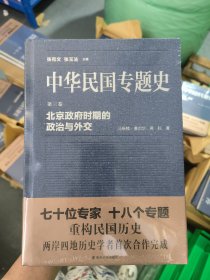 张宪文 张玉法 主编
中华民国专题史
第三卷
北京政府时期的
政治与外交
著
七十位专家 十八个专题
重构民国历史
两岸四地历史学者首次合作完成